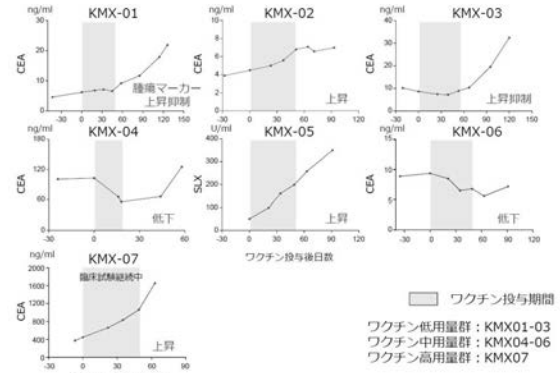 KMX-01
KMX-02
KMX-03
ng/ml
ng/ml
ng/ml
30
20
10
0
CEA
-30 0 30 60 90 120 150
腫瘍マーカー
上昇抑制
10
8
6
4
2
0
CEA
-30 0 30 60 90 120
上昇
40
30
20
10
0
CEA
-30 0 30 60 90 120 150
上昇抑制
KMX-04
KMX-05
KMX-06
ng/ml
U/ml
ng/ml
180
120
60
0
CEA
-30 0 30 60
低下
400
300
200
100
0
SLX
-30 0 30 60 90 120
上昇
15
10
5
0
CEA
-30 0 30 60 90 120
低下
KMX-07
ワクチン投与後日数
ng/ml
2000
1600
1200
800
400
0
CEA
臨床試験継続中
-30 0 30 60 90
上昇
ワクチン投与期間
ワクチン低用量群：KMX01-03
ワクチン中用量群：KMX04-06
ワクチン高用量群：KMX07